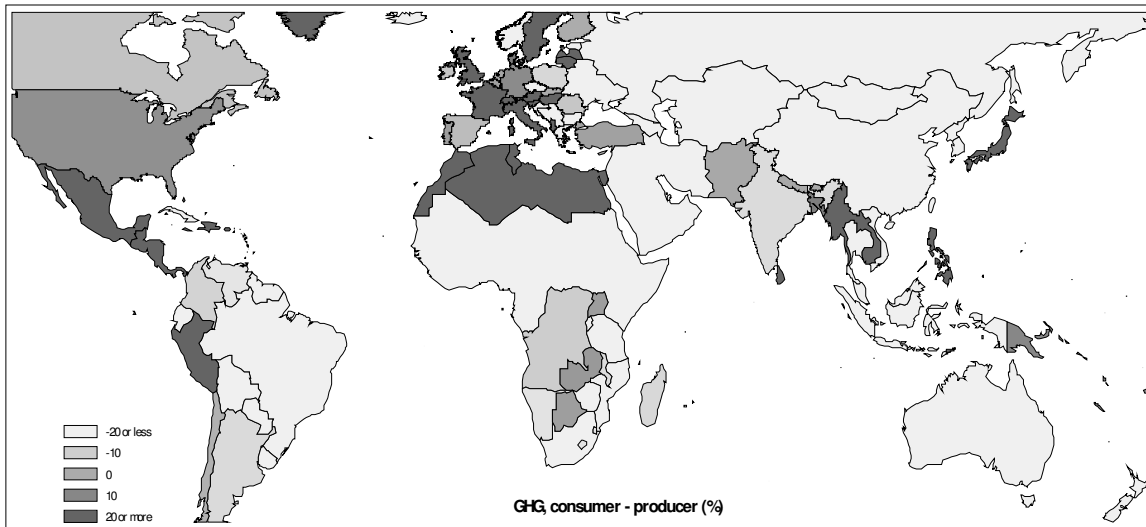 -20 or less
-10
0
10
20 or more
GHG, consumer - producer (%)